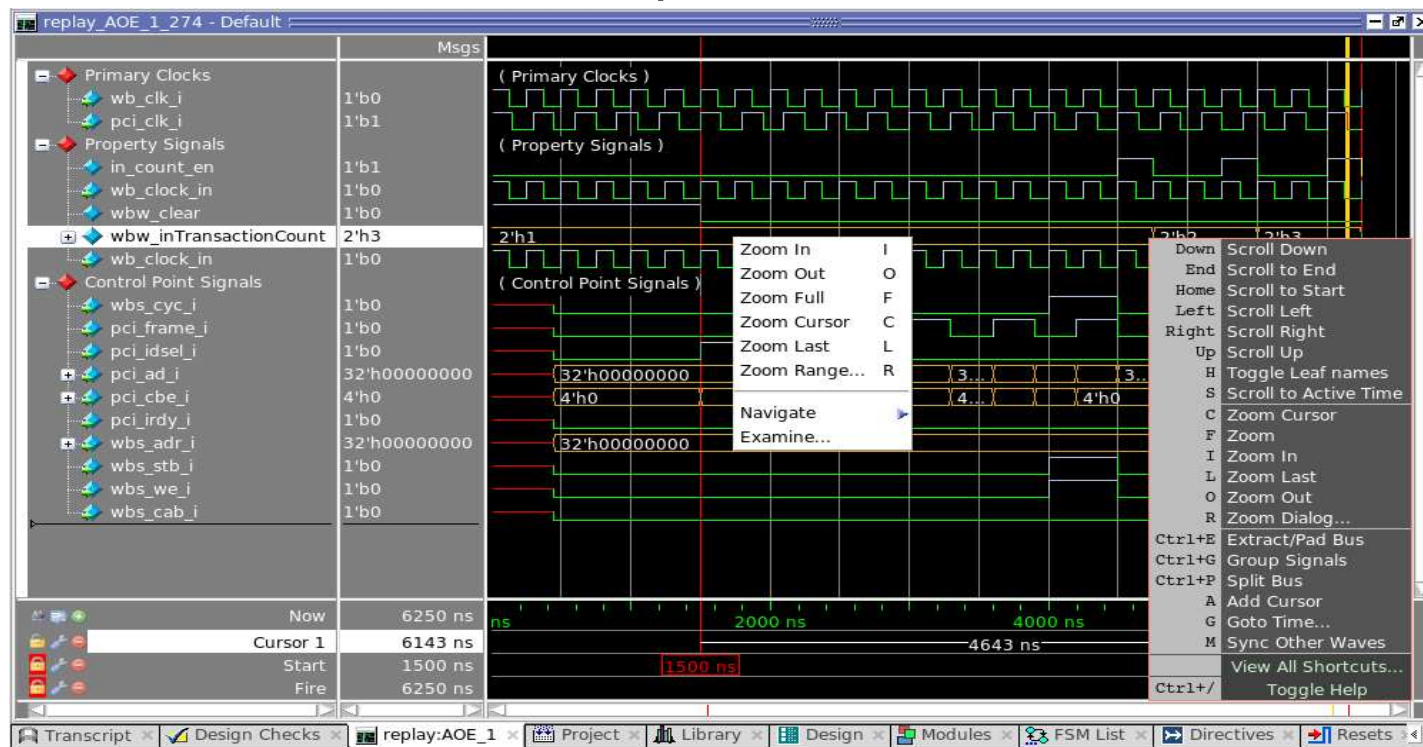 replay_AOE_1_274 - Default
Msgs
Primary Clocks
( Primary Clocks )
wb_clk_i 1'b0
pci_clk_i 1'b1
Property Signals
( Property Signals )
in_count_en 1'b1
wb_clock_in 1'b0
wbw_clear 1'b0
wbw_inTransactionCount 2'h3 2'h1 2'h2 2'h3
wb_clock_in 1'b0
Control Point Signals
( Control Point Signals )
wbs_cyc_i 1'b0
pci_frame_i 1'b0
pci_idsel_i 1'b0
pci_ad_i 32'h00000000 32'h00000000 3... 3..
pci_cbe_i 4'h0 4'h0 4... 4'h0
pci_irdy_i 1'b0
wbs_adr_i 32'h00000000 32'h00000000
wbs_stb_i 1'b0
wbs_we_i 1'b0
wbs_cab_i 1'b0
Zoom In I
Zoom Out O
Zoom Full F
Zoom Cursor C
Zoom Last L
Zoom Range... R
Navigate
Examine...
Down Scroll Down
End Scroll to End
Home Scroll to Start
Left Scroll Left
Right Scroll Right
Up Scroll Up
H Toggle Leaf names
S Scroll to Active Time
C Zoom Cursor
F Zoom
I Zoom In
L Zoom Last
O Zoom Out
R Zoom Dialog...
Ctrl+E Extract/Pad Bus
Ctrl+G Group Signals
Ctrl+P Split Bus
A Add Cursor
G Goto Time...
M Sync Other Waves
View All Shortcuts...
Ctrl+/ Toggle Help
Now 6250 ns ns 2000 ns 4000 ns
Cursor 1 6143 ns 4643 ns
Start 1500 ns 1500 ns
Fire 6250 ns
Transcript Design Checks replay:AOE_1 Project Library Design Modules FSM List Directives Resets